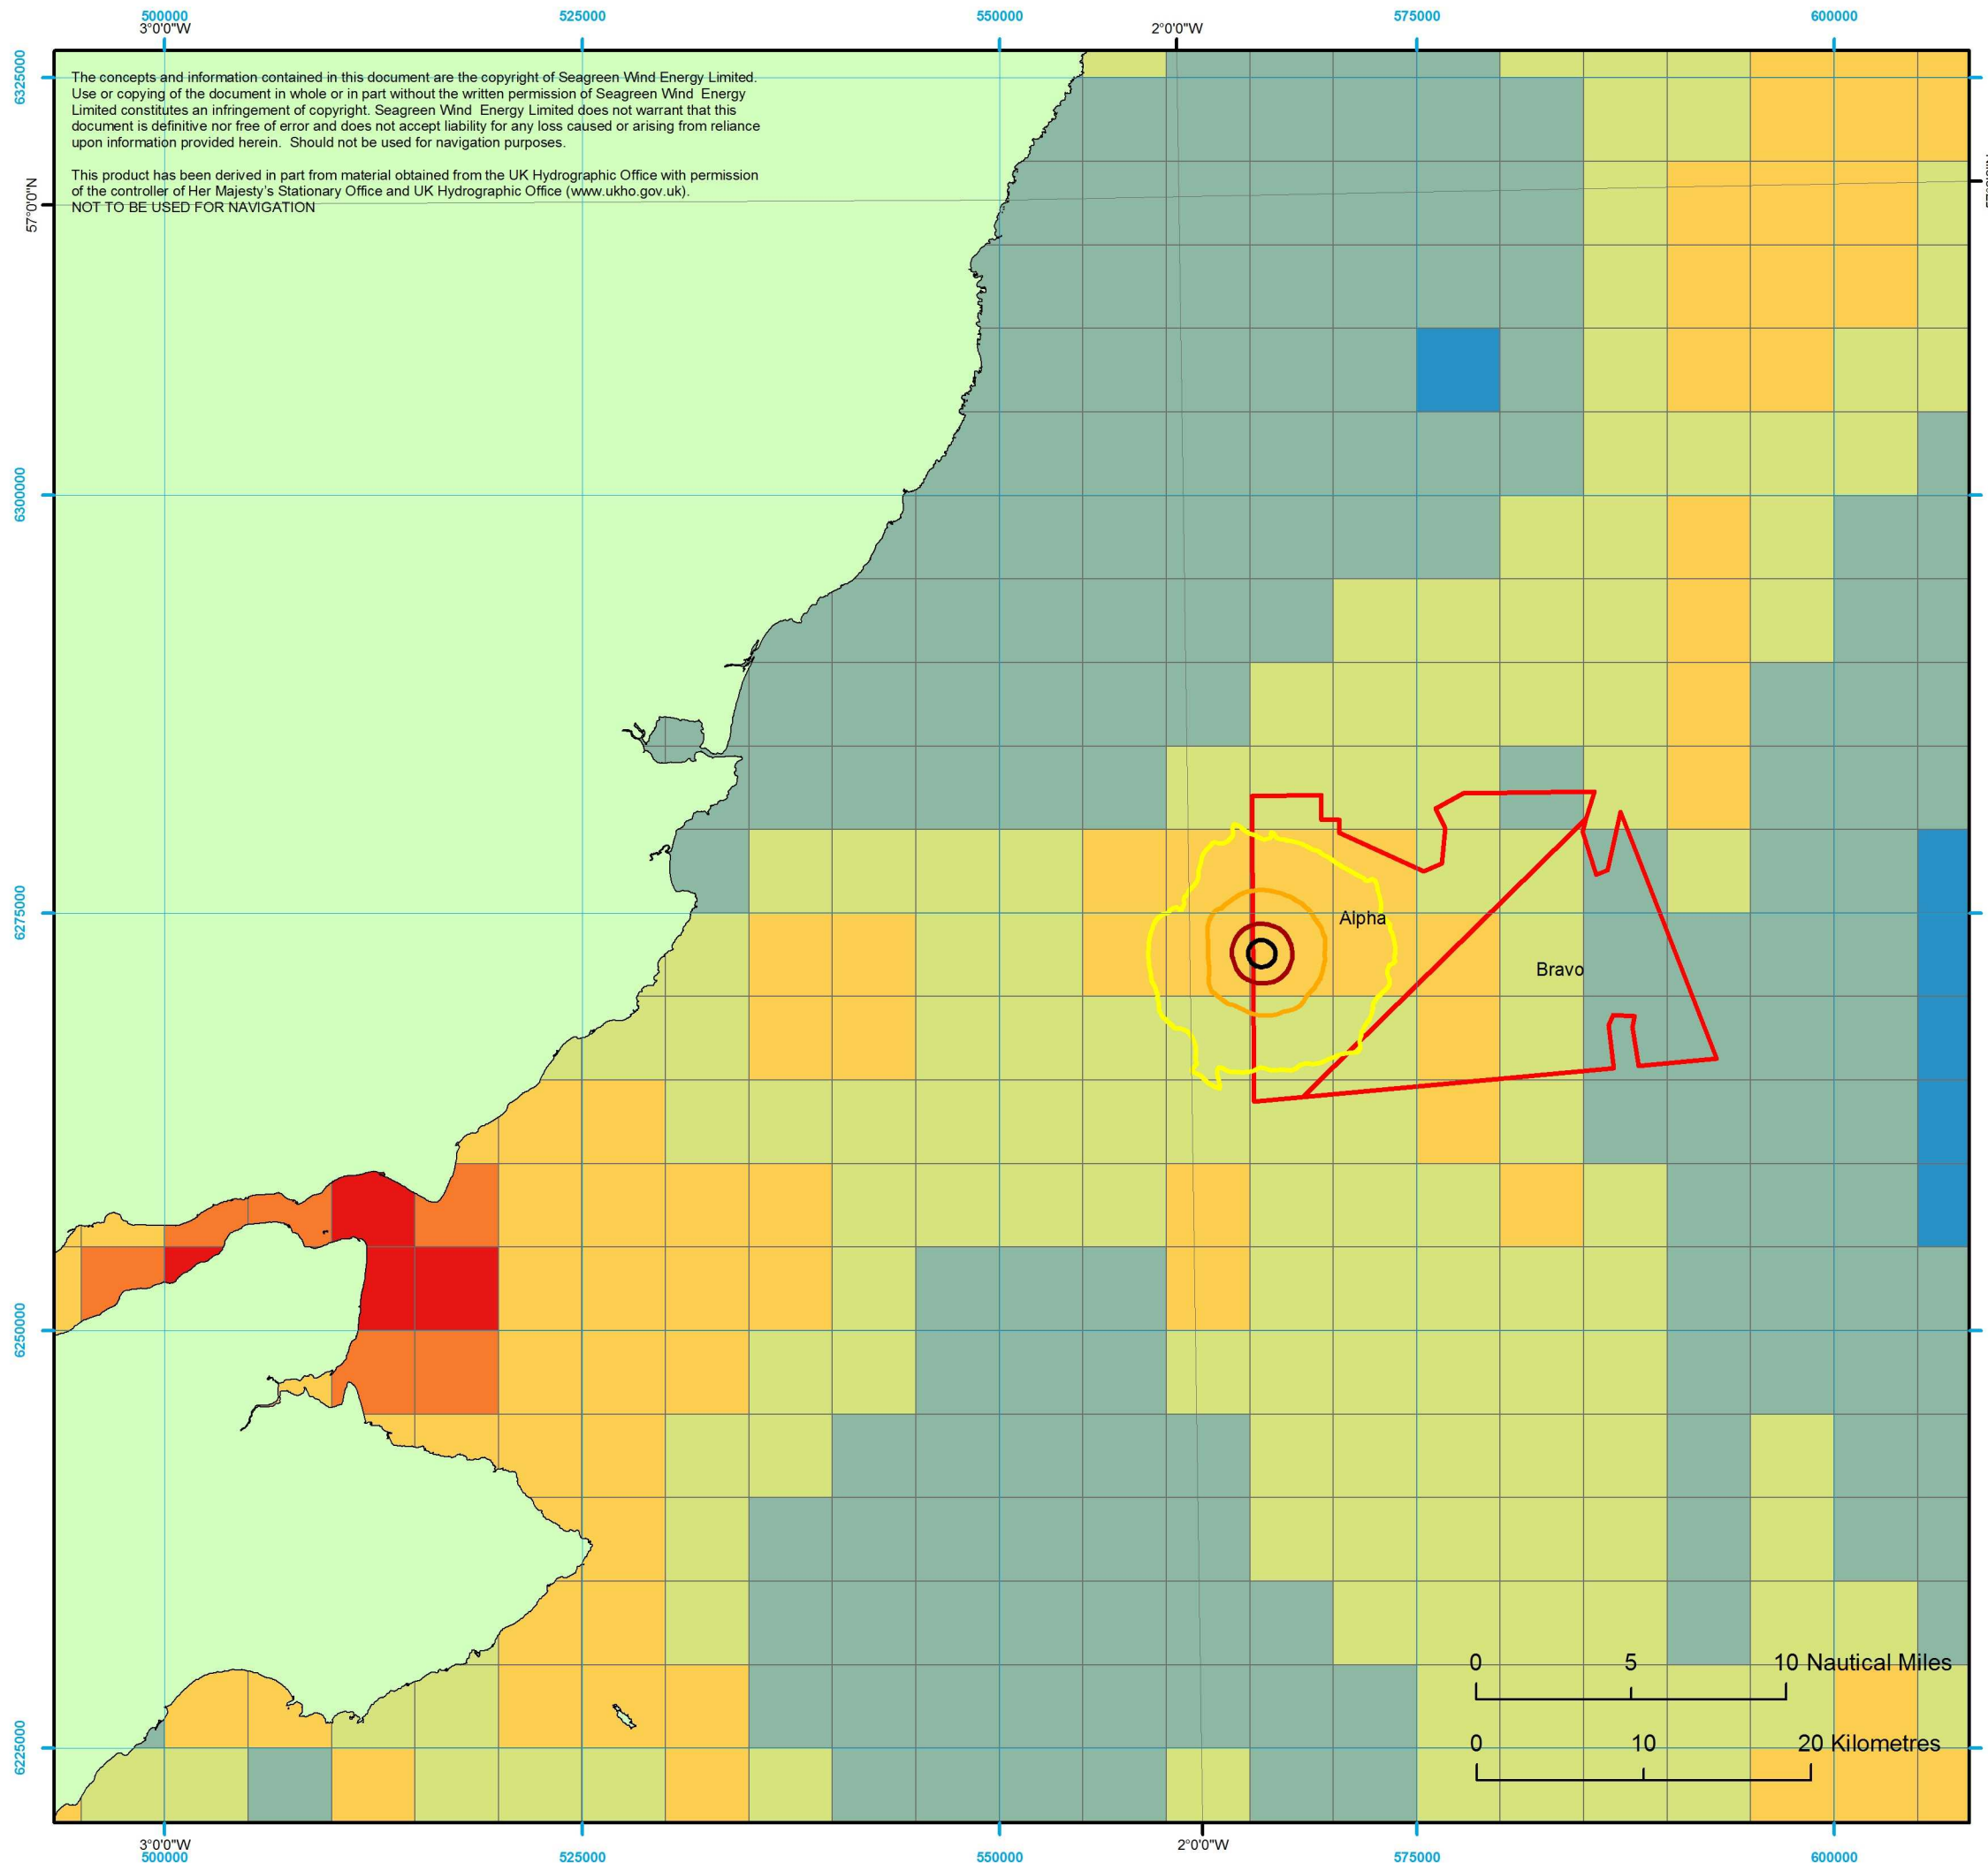 500000 525000 550000 575000 600000
3°0'0"W 2°0'0"W
6325000
The concepts and information contained in this document are the copyright of Seagreen Wind Energy Limited.
Use or copying of the document in whole or in part without the written permission of Seagreen Wind Energy
Limited constitutes an infringement of copyright. Seagreen Wind Energy Limited does not warrant that this
document is definitive nor free of error and does not accept liability for any loss caused or arising from reliance
upon information provided herein. Should not be used for navigation purposes.
This product has been derived in part from material obtained from the UK Hydrographic Office with permission
of the controller of Her Majesty's Stationary Office and UK Hydrographic Office (www.ukho.gov.uk).
NOT TO BE USED FOR NAVIGATION
57°0'0"N
6300000
6275000
Alpha
Bravo
6250000
0 5 10 Nautical Miles
0 10 20 Kilometres
6225000
3°0'0"W 2°0'0"W
500000 525000 550000 575000 600000